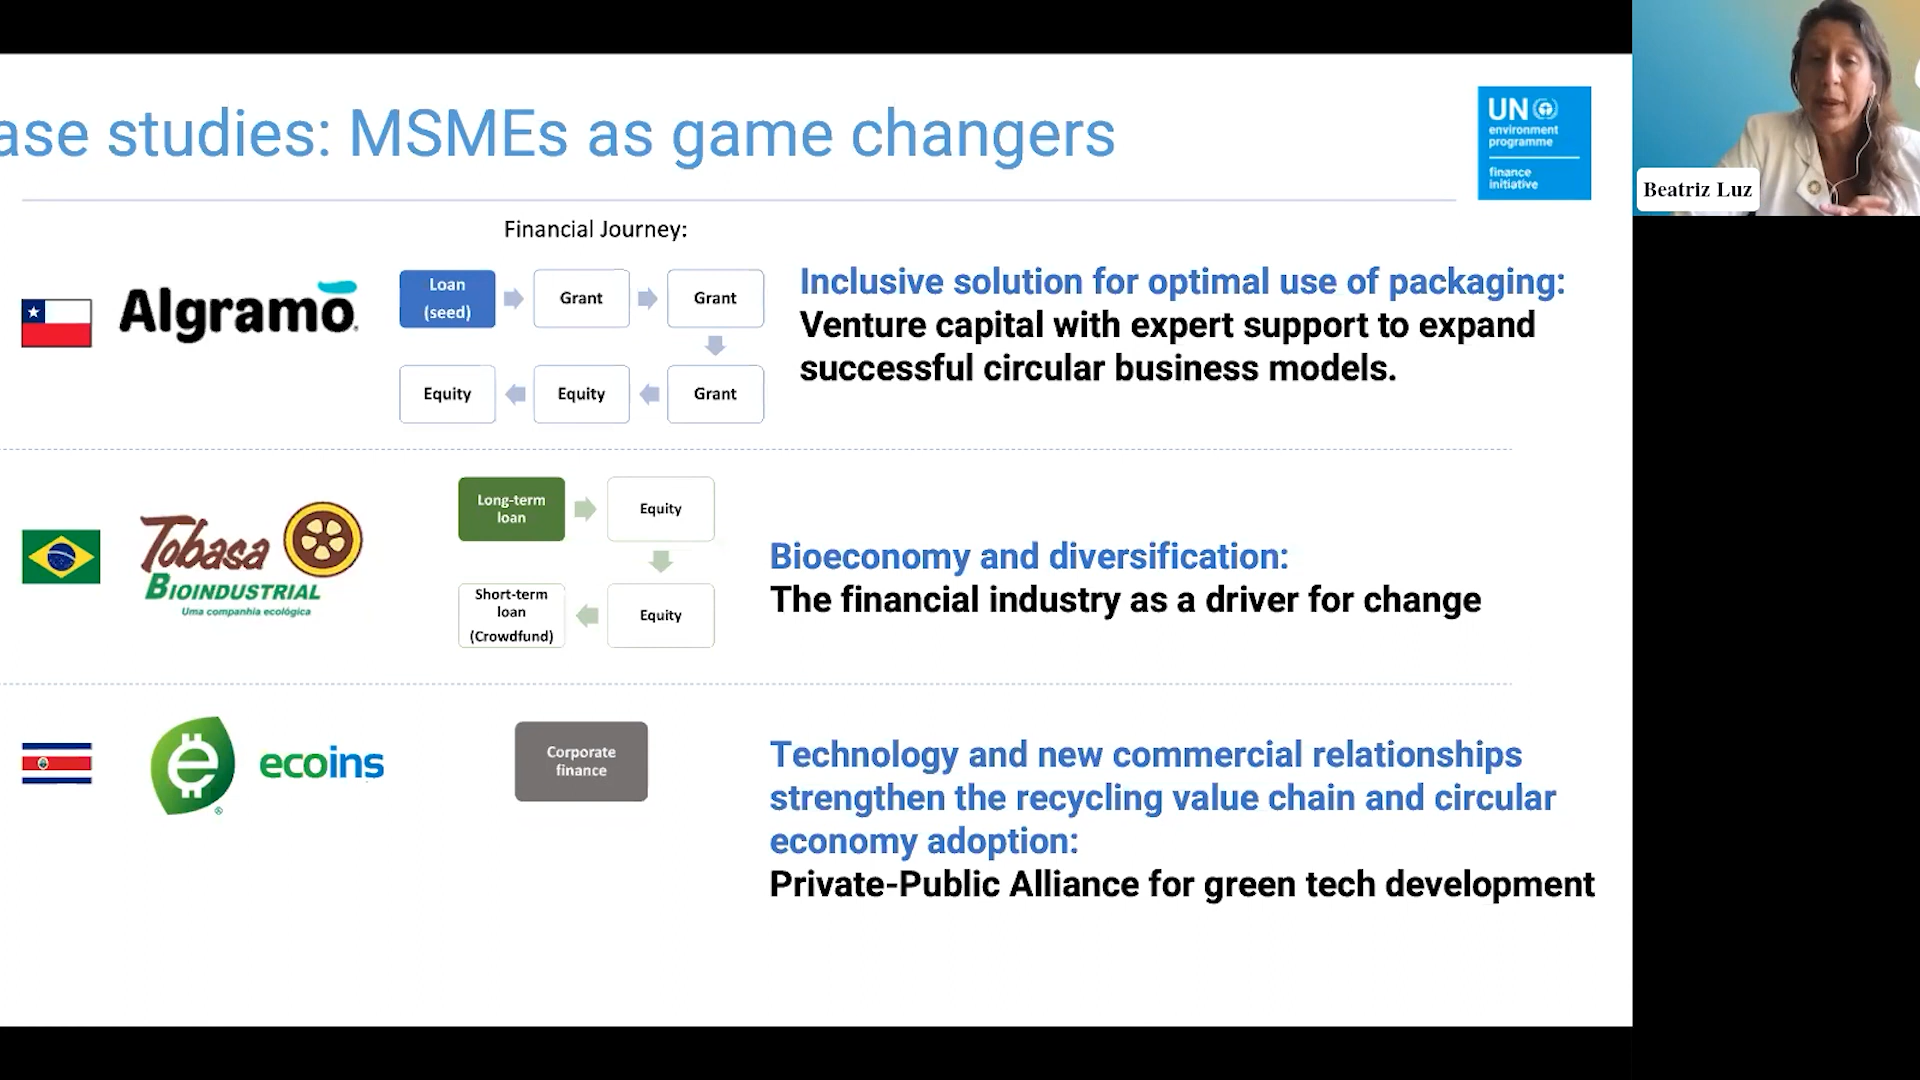 ase studies: MSMEs as game changers
UN
environment
programme
finance
initiative
Beatriz Luz
Financial Journey:
Algramo
Loan
(seed)
Grant
Grant
Equity
Equity
Grant
Inclusive solution for optimal use of packaging:
Venture capital with expert support to expand
successful circular business models.
Tobasa
BIOINDUSTRIAL
Uma companhia ecológica
Long-term
loan
Equity
Short-term
loan
(Crowdfund)
Equity
Bioeconomy and diversification:
The financial industry as a driver for change
ecoins
Corporate
finance
Technology and new commercial relationships
strengthen the recycling value chain and circular
economy adoption:
Private-Public Alliance for green tech development